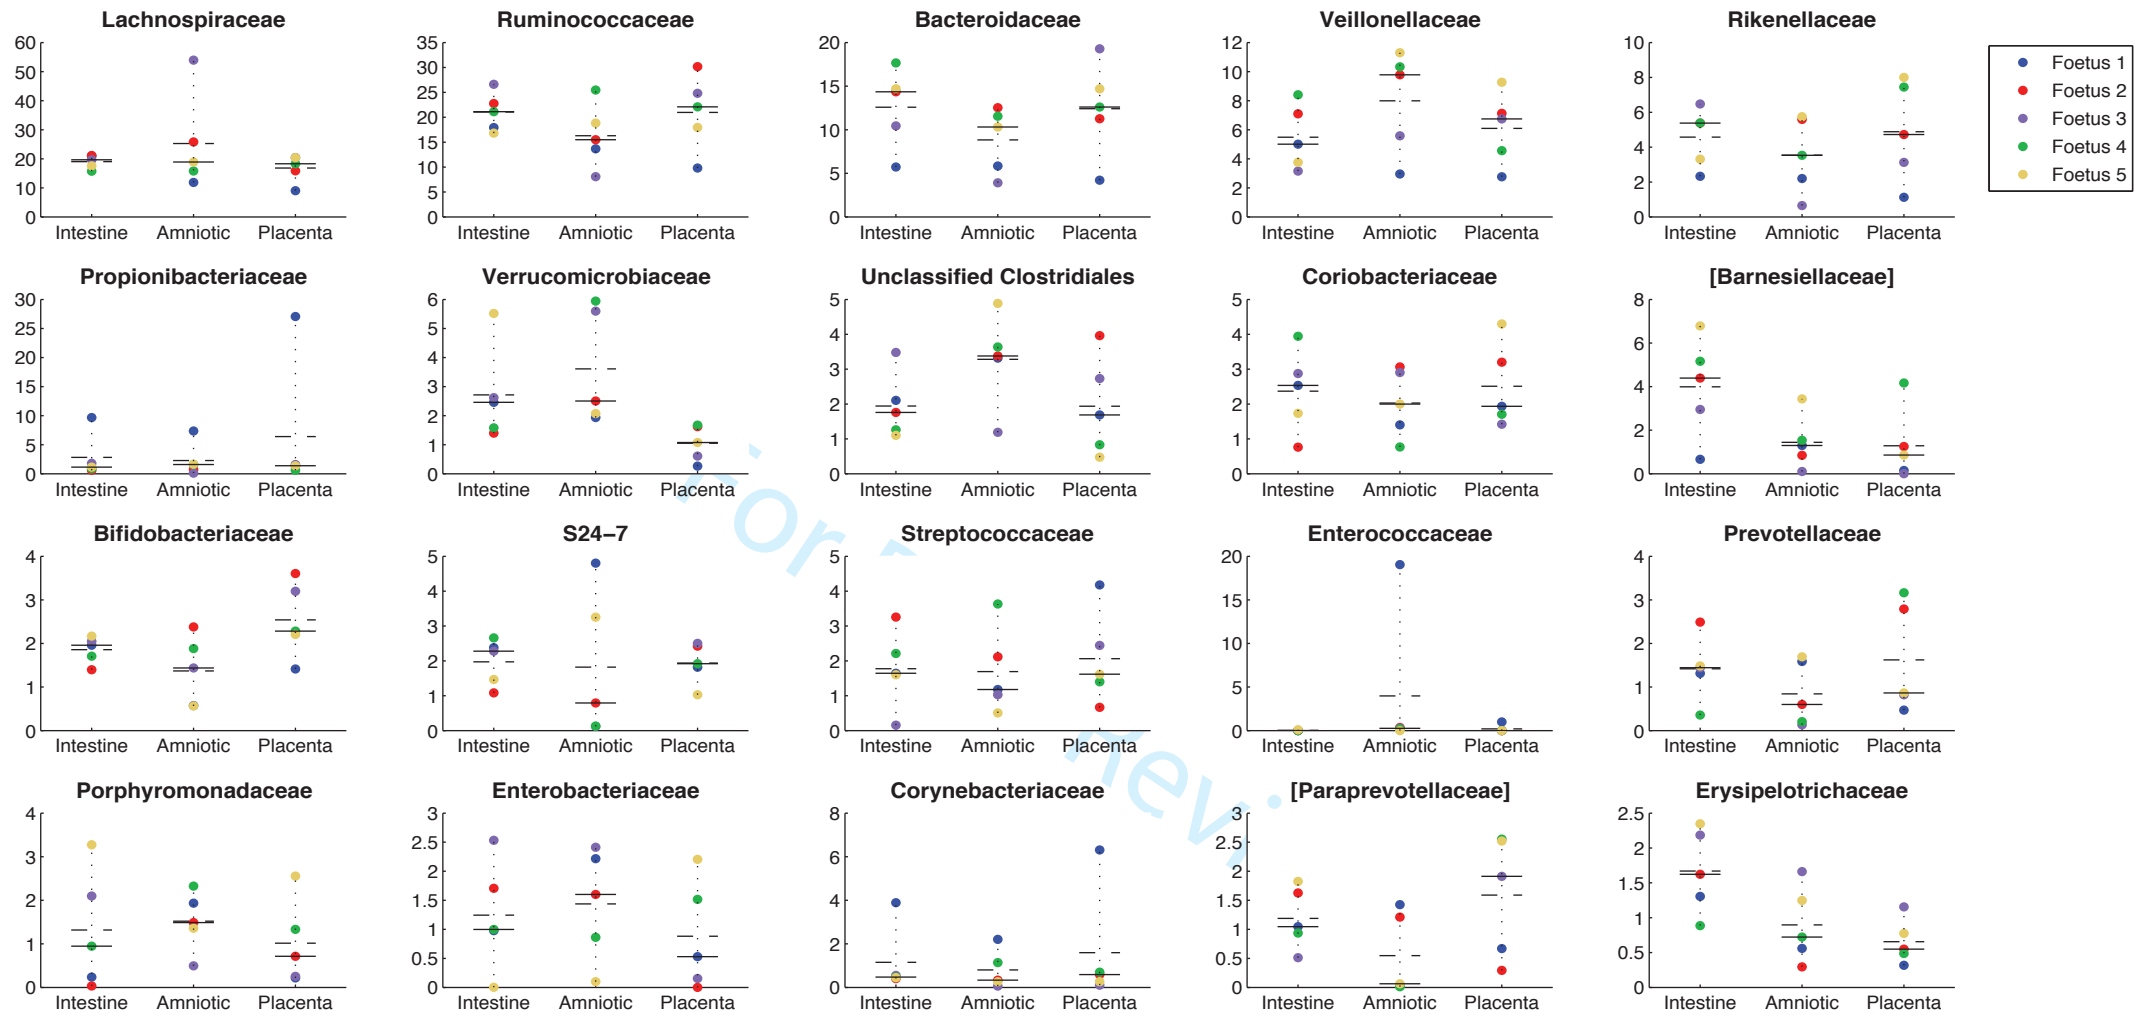 Lachnospiraceae
60
50
40
30
20
10
0
Intestine Amniotic Placenta
Ruminococcaceae
35
30
25
20
15
10
5
0
Intestine Amniotic Placenta
Bacteroidaceae
20
15
10
5
0
Intestine Amniotic Placenta
Veillonellaceae
12
10
8
6
4
2
0
Intestine Amniotic Placenta
Rikenellaceae
10
8
6
4
2
0
Intestine Amniotic Placenta
Foetus 1
Foetus 2
Foetus 3
Foetus 4
Foetus 5
Propionibacteriaceae
30
25
20
15
10
5
0
Intestine Amniotic Placenta
Verrucomicrobiaceae
6
5
4
3
2
1
0
Intestine Amniotic Placenta
Unclassified Clostridiales
5
4
3
2
1
0
Intestine Amniotic Placenta
Coriobacteriaceae
5
4
3
2
1
0
Intestine Amniotic Placenta
[Barnesiellaceae]
8
6
4
2
0
Intestine Amniotic Placenta
Bifidobacteriaceae
4
3
2
1
0
Intestine Amniotic Placenta
S24−7
5
4
3
2
1
0
Intestine Amniotic Placenta
Streptococcaceae
5
4
3
2
1
0
Intestine Amniotic Placenta
Enterococcaceae
20
15
10
5
0
Intestine Amniotic Placenta
Prevotellaceae
4
3
2
1
0
Intestine Amniotic Placenta
Porphyromonadaceae
4
3
2
1
0
Intestine Amniotic Placenta
Enterobacteriaceae
3
2.5
2
1.5
1
0.5
0
Intestine Amniotic Placenta
Corynebacteriaceae
8
6
4
2
0
Intestine Amniotic Placenta
[Paraprevotellaceae]
3
2.5
2
1.5
1
0.5
0
Intestine Amniotic Placenta
Erysipelotrichaceae
2.5
2
1.5
1
0.5
0
Intestine Amniotic Placenta
For